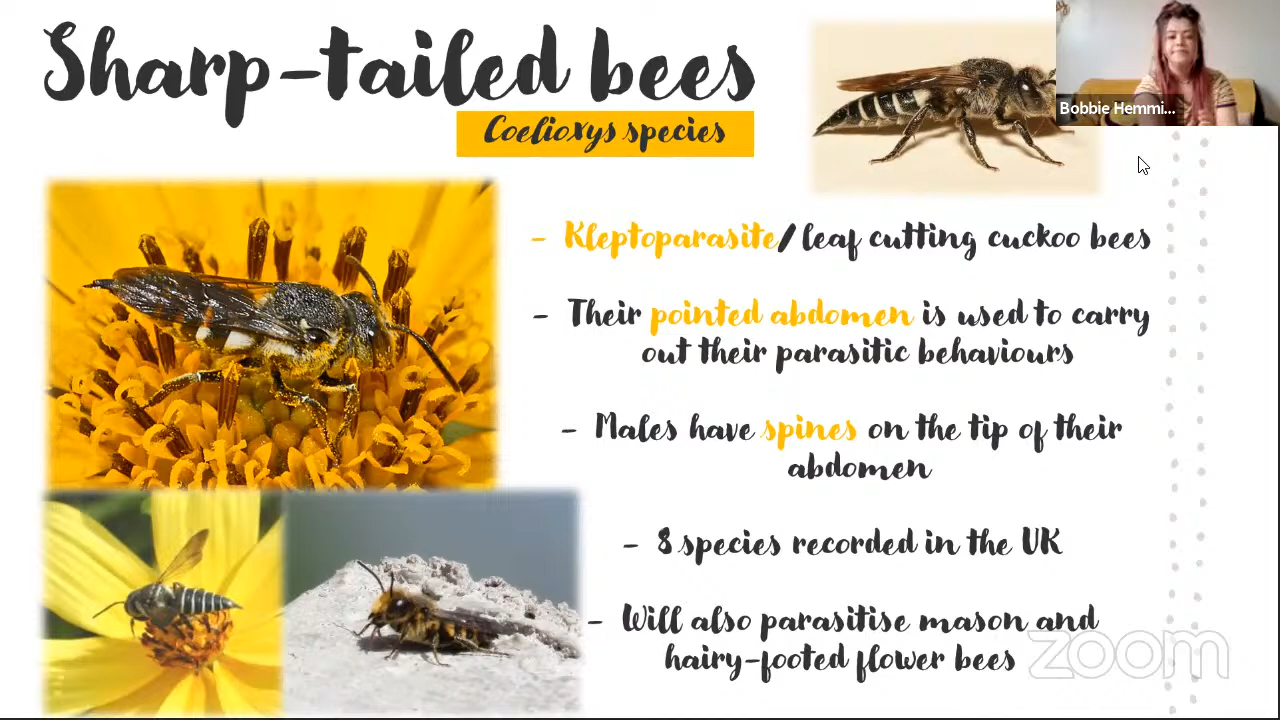 Sharp-tailed bees
Coelioxys species
Bobbie Hemmi...
- Kleptoparasite/leaf cutting cuckoo bees
- Their pointed abdomen is used to carry
out their parasitic behaviours
- Males have spines on the tip of their
abdomen
- 8 species recorded in the UK
- Will also parasitise mason and
hairy-footed flower bees
zoom